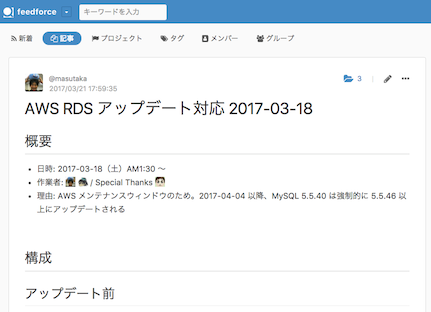 feedforce
キーワードを入力
新着 記事 プロジェクト タグ メンバー グループ
@masutaka
2017/03/21 17:59:35
3
AWS RDS アップデート対応 2017-03-18
概要
日時: 2017-03-18（土）AM1:30 〜
作業者: / Special Thanks
理由: AWS メンテナンスウィンドウのため。2017-04-04 以降、MySQL 5.5.40 は強制的に 5.5.46 以
上にアップデートされる
構成
アップデート前